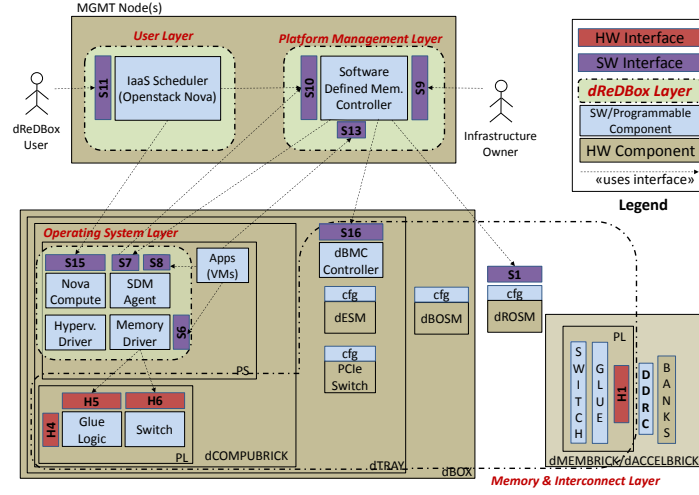 MGMT Node(s)
User Layer
Platform Management Layer
S11
IaaS Scheduler
(Openstack Nova)
S10
Software
Defined Mem.
Controller
S9
S13
dReDBox
User
Infrastructure
Owner
HW Interface
SW Interface
dReDBox Layer
SW/Programmable
Component
HW Component
«uses interface»
Legend
Operating System Layer
S15
S7
S8
Apps
(VMs)
Nova
Compute
SDM
Agent
Hyperv.
Driver
Memory
Driver
S6
PS
H5
H6
H4
Glue
Logic
Switch
PL
dCOMPUBRICK
S16
dBMC
Controller
cfg
dESM
cfg
PCIe
Switch
dTRAY
cfg
dBOSM
dBOX
S1
cfg
dROSM
PL
SWITCH
GLUE
H1
DDRC
BANKS
dMEMBRICK/dACCELBRICK
Memory & Interconnect Layer